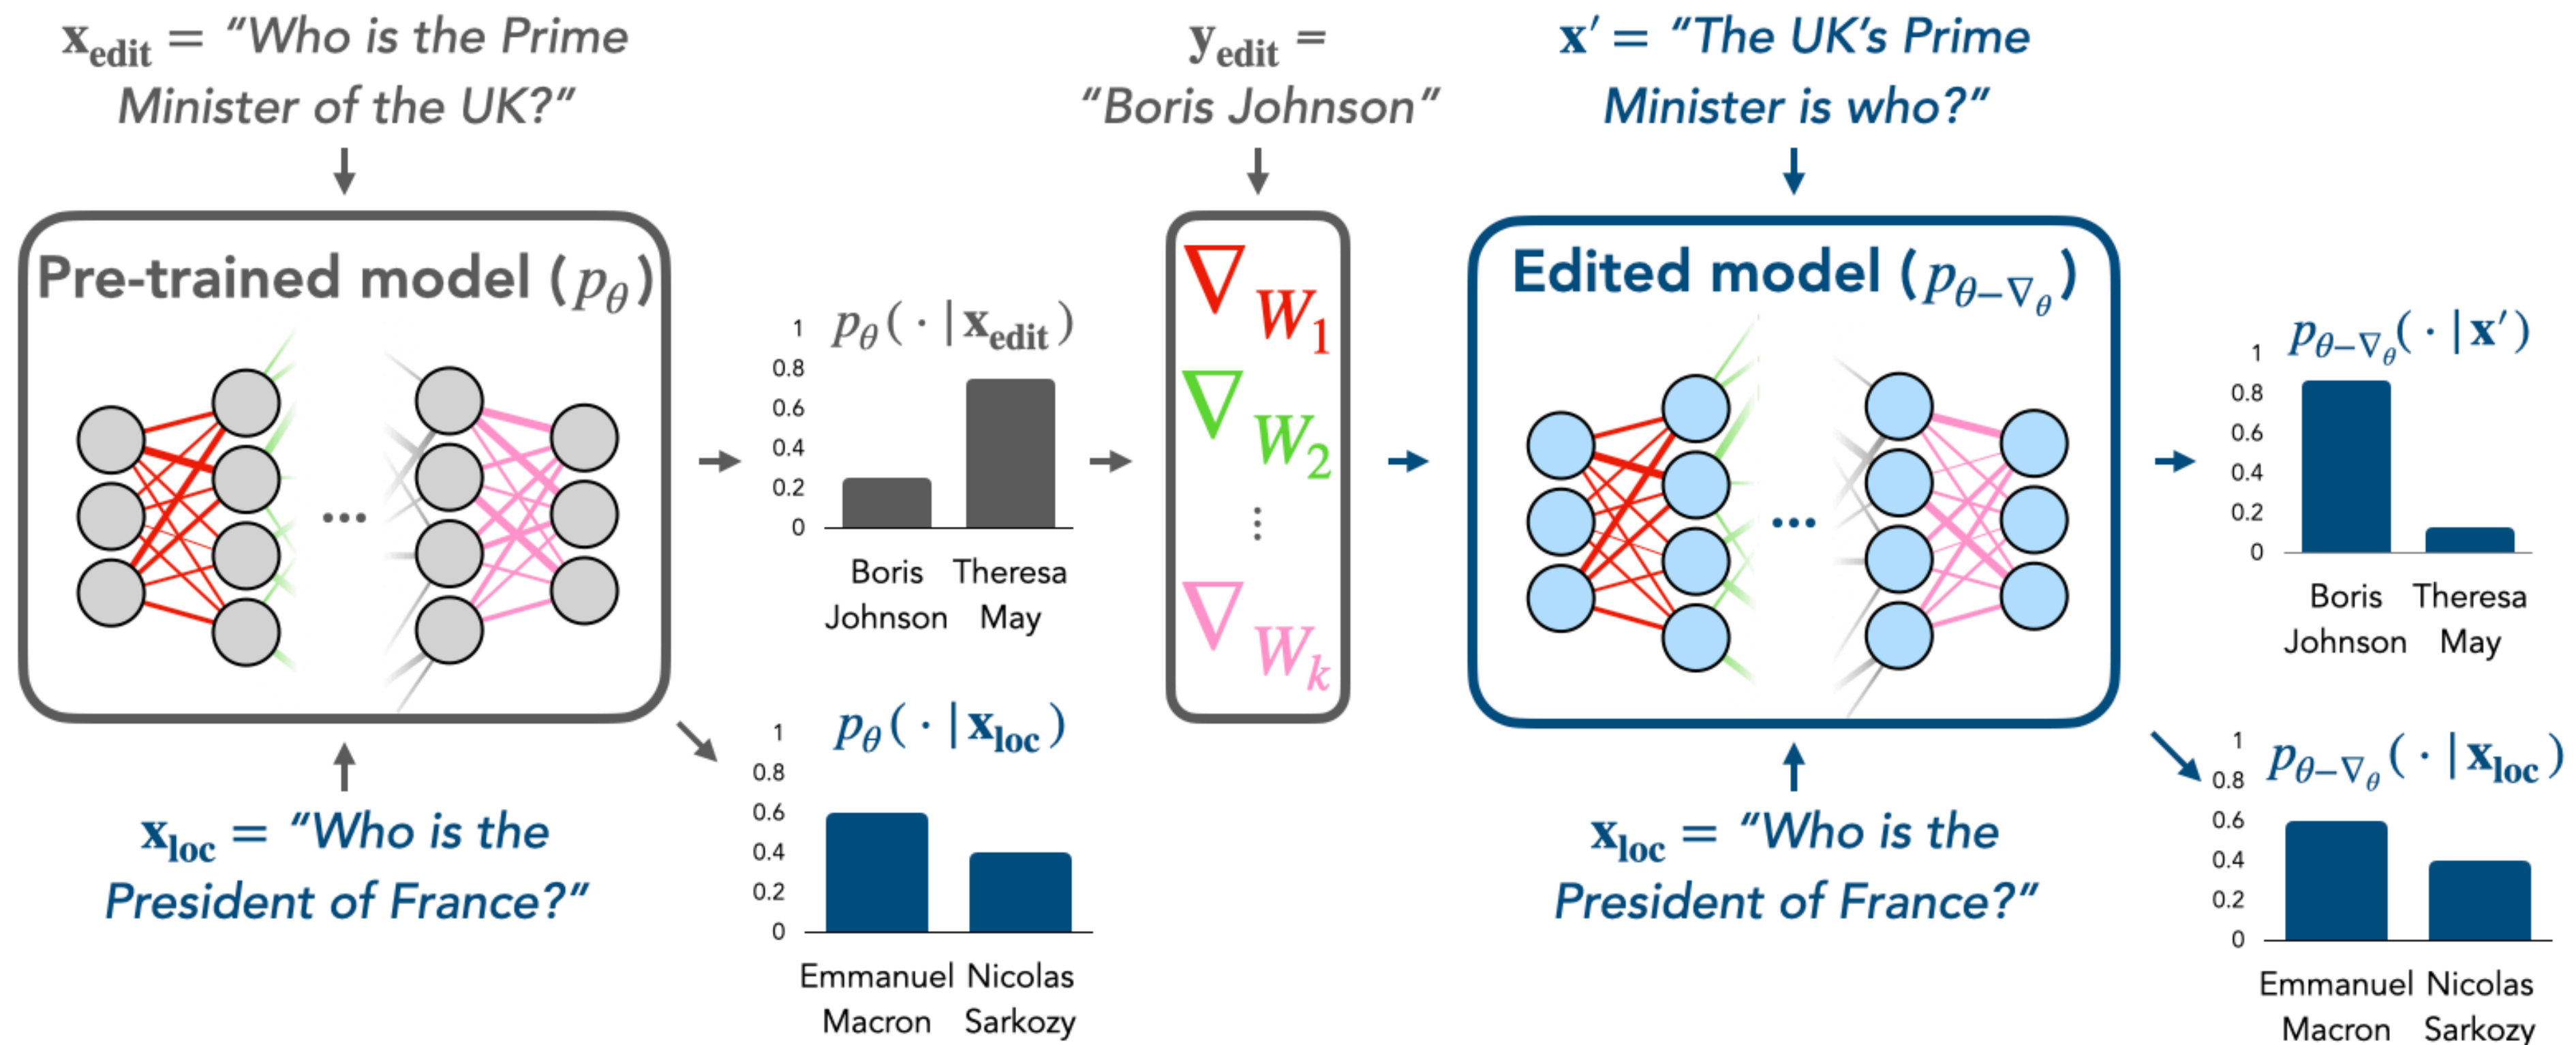 x_edit = “Who is the Prime
Minister of the UK?”
Pre-trained model (p_θ)
...
x_loc = “Who is the
President of France?”
p_θ( · | x_edit)
1
0.8
0.6
0.4
0.2
0
Boris Theresa
Johnson May
p_θ( · | x_loc)
1
0.8
0.6
0.4
0.2
0
Emmanuel Nicolas
Macron Sarkozy
y_edit =
“Boris Johnson”
∇_W_1
∇_W_2
⋮
∇_W_k
x′ = “The UK’s Prime
Minister is who?”
Edited model (p_θ−∇_θ)
...
x_loc = “Who is the
President of France?”
p_θ−∇_θ( · | x′)
1
0.8
0.6
0.4
0.2
0
Boris Theresa
Johnson May
p_θ−∇_θ( · | x_loc)
1
0.8
0.6
0.4
0.2
0
Emmanuel Nicolas
Macron Sarkozy